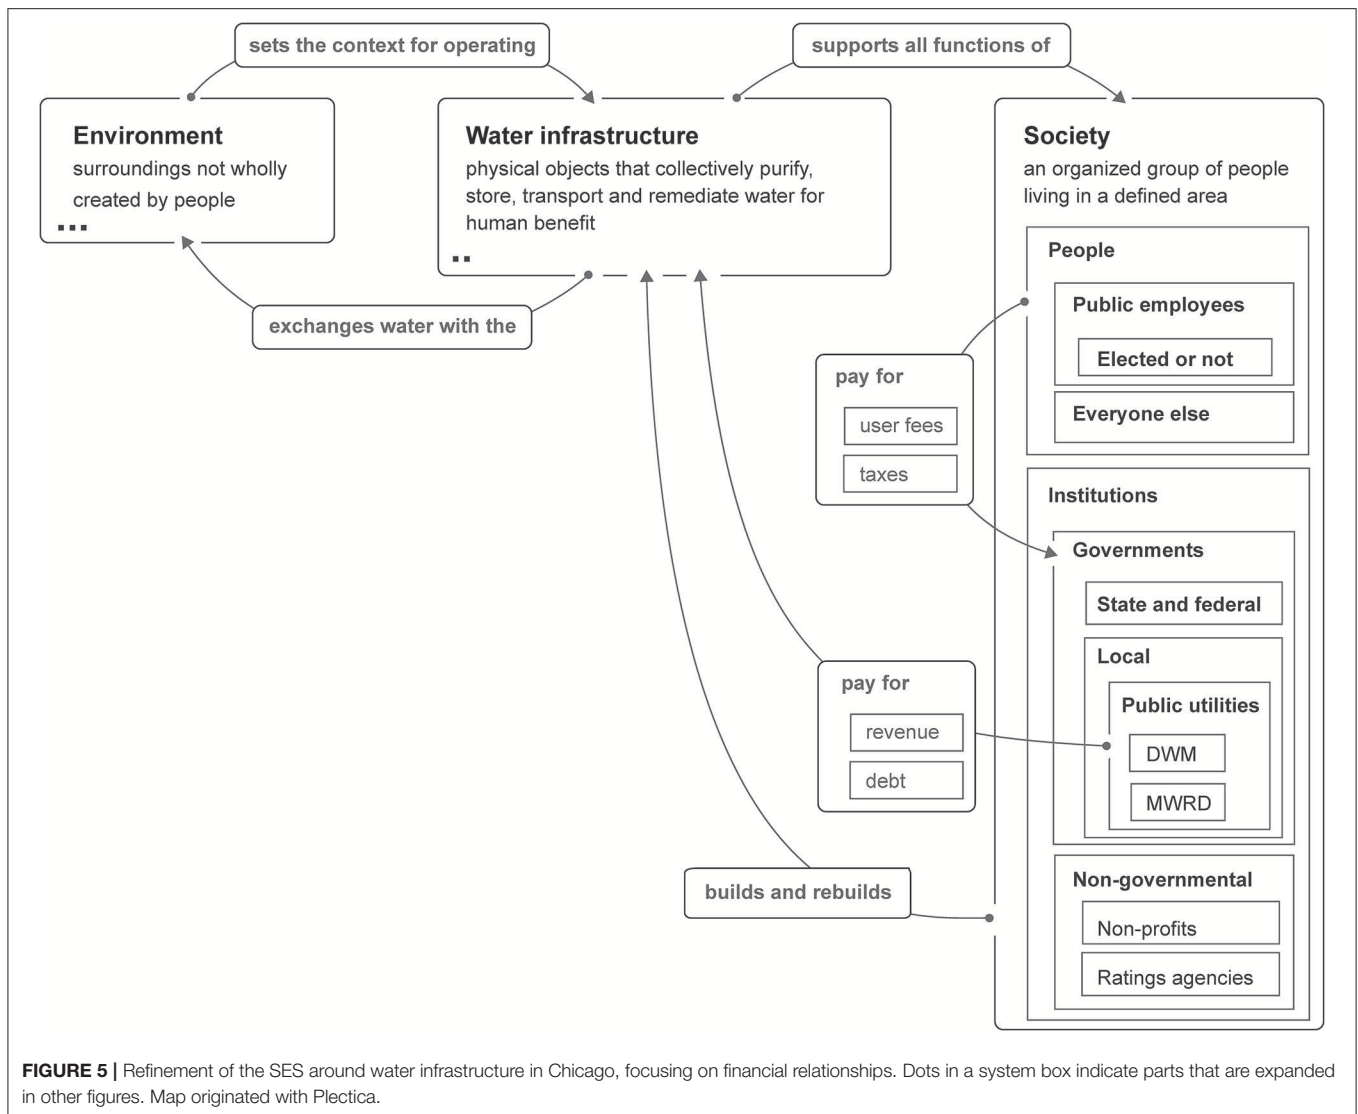 sets the context for operating
supports all functions of
Environment
surroundings not wholly
created by people
Water infrastructure
physical objects that collectively purify,
store, transport and remediate water for
human benefit
Society
an organized group of people
living in a defined area
People
Public employees
Elected or not
Everyone else
exchanges water with the
pay for
user fees
taxes
Institutions
Governments
State and federal
Local
Public utilities
DWM
MWRD
pay for
revenue
debt
builds and rebuilds
Non-governmental
Non-profits
Ratings agencies
FIGURE 5 | Refinement of the SES around water infrastructure in Chicago, focusing on financial relationships. Dots in a system box indicate parts that are expanded
in other figures. Map originated with Plectica.